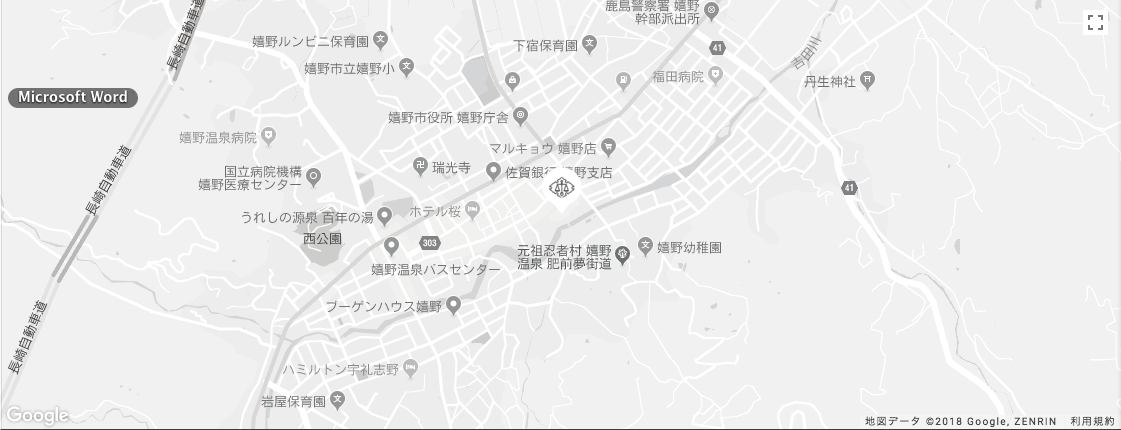 鹿島警察署 嬉野
幹部派出所
長崎自動車道
嬉野ルンビニ保育園
下宿保育園
41
嬉野市立嬉野小
福田病院
丹生神社
Microsoft Word
嬉野市役所 嬉野庁舎
嬉野温泉病院
マルキョウ 嬉野店
国立病院機構
嬉野医療センター
瑞光寺
佐賀銀行 嬉野支店
長崎自動車道
41
うれしの源泉 百年の湯
ホテル桜
西公園
303
元祖忍者村 嬉野
温泉 肥前夢街道
嬉野幼稚園
嬉野温泉バスセンター
ブーゲンハウス嬉野
長崎自動車道
ハミルトン宇礼志野
岩屋保育園
Google
地図データ ©2018 Google, ZENRIN 利用規約